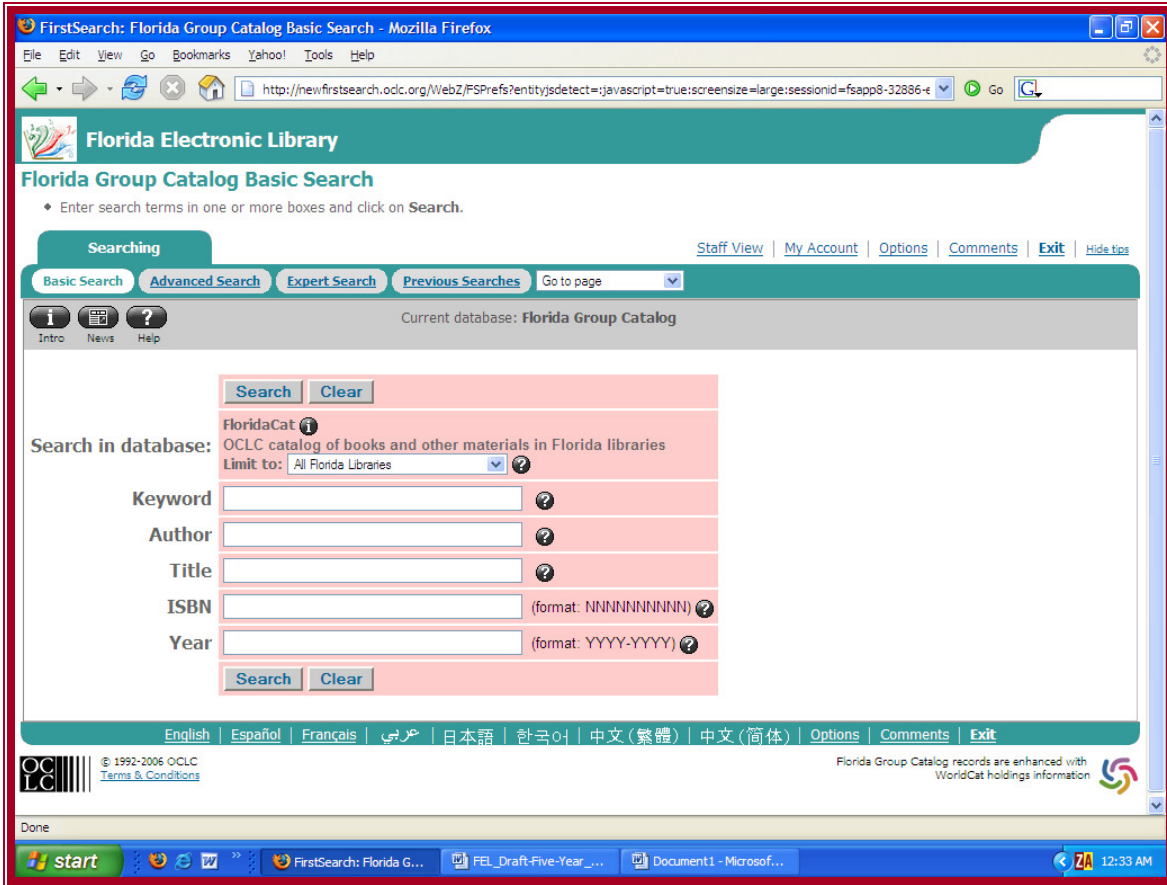 FirstSearch: Florida Group Catalog Basic Search - Mozilla Firefox
File Edit View Go Bookmarks Yahoo! Tools Help
http://newfirstsearch.oclc.org/WebZ/FSPrefs?entityjsdetect=:javascript=true:screensize=large:sessionid=fsapp8-32886-e Go G
Florida Electronic Library
Florida Group Catalog Basic Search
Enter search terms in one or more boxes and click on Search.
Searching Staff View | My Account | Options | Comments | Exit | Hide tips
Basic Search Advanced Search Expert Search Previous Searches Go to page
Current database: Florida Group Catalog
Intro News Help
Search Clear
FloridaCat
Search in database: OCLC catalog of books and other materials in Florida libraries
Limit to: All Florida Libraries
Keyword
Author
Title
ISBN (format: NNNNNNNNNN)
Year (format: YYYY-YYYY)
Search Clear
English | Español | Français | عربي | 日本語 | 한국어 | 中文(繁體) | 中文(简体) | Options | Comments | Exit
OCLC © 1992-2006 OCLC Florida Group Catalog records are enhanced with
Terms & Conditions WorldCat holdings information
Done
start W » FirstSearch: Florida G... FEL_Draft-Five-Year_... Document1 - Microsof... ZA 12:33 AM